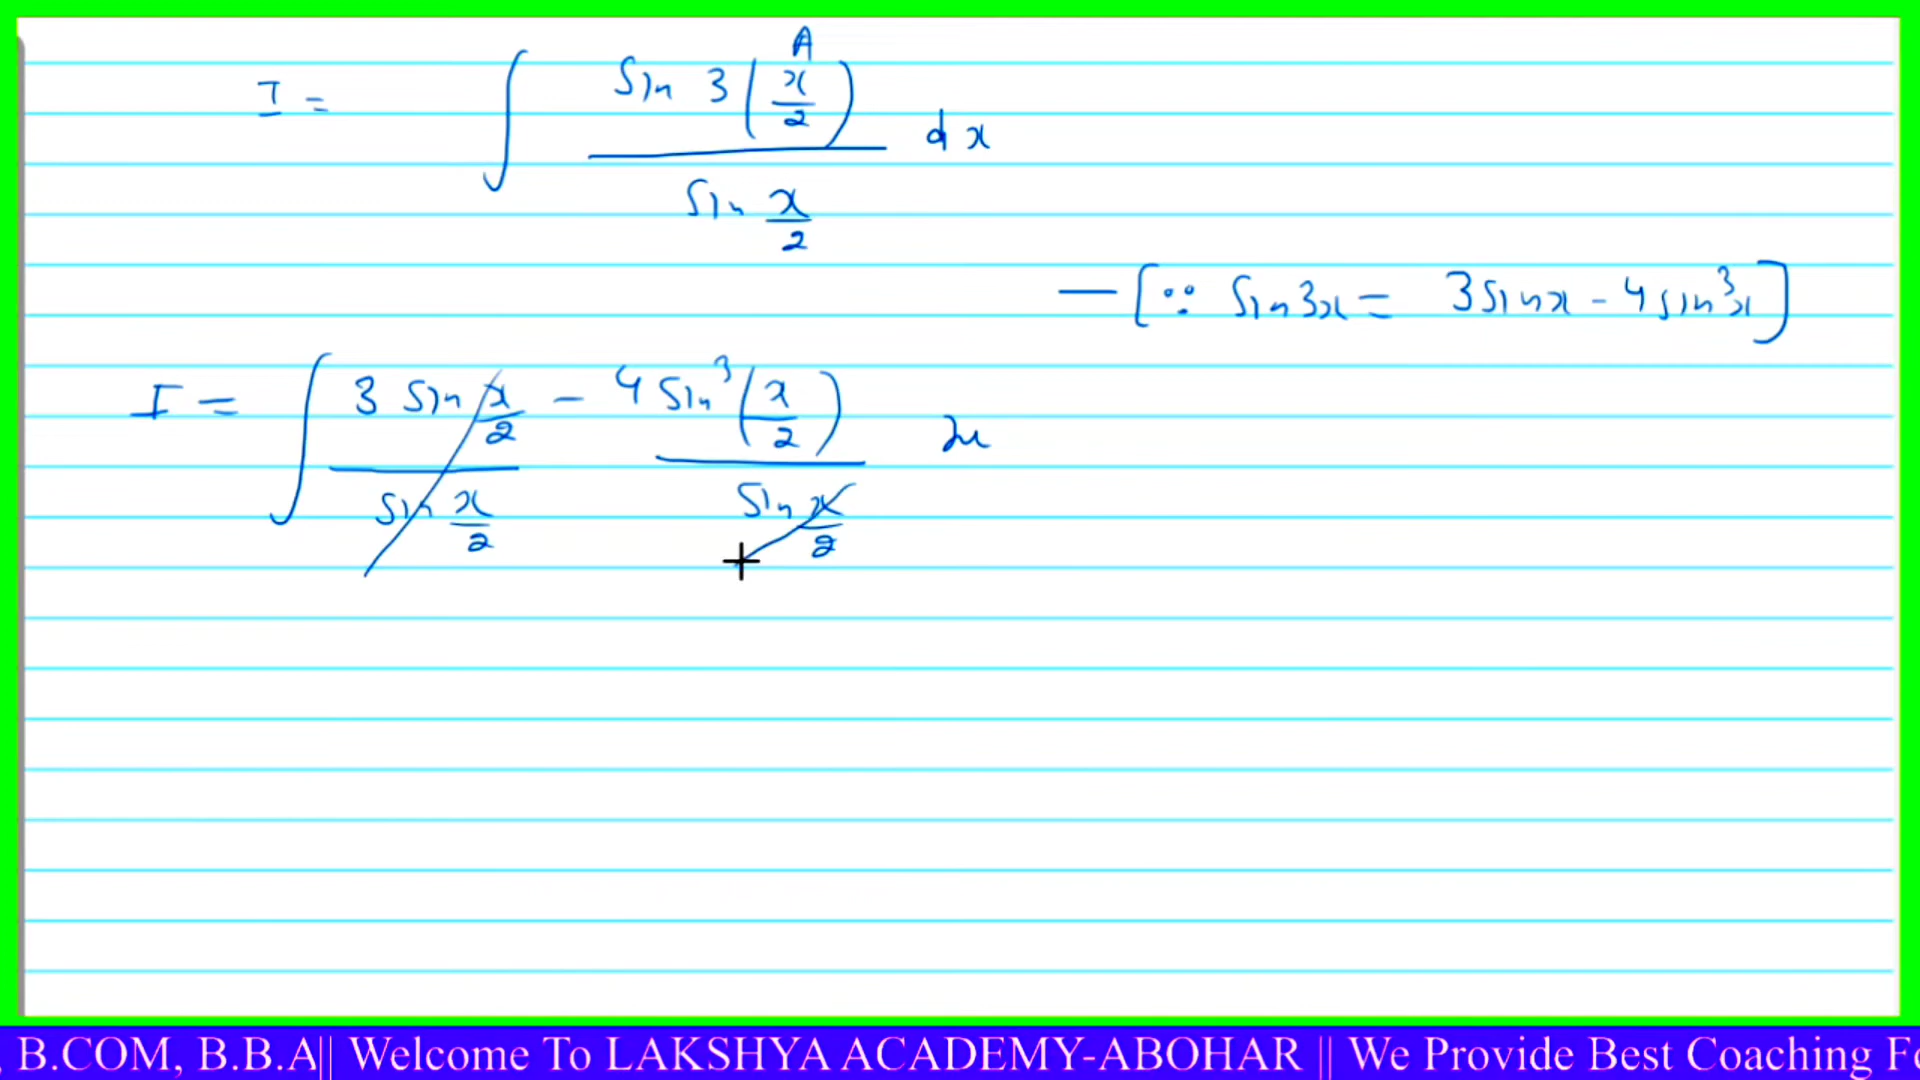 I = ∫ sin 3(x/2) / sin x/2 dx
A
— [∵ sin3x = 3sinx - 4sin³x]
I = ∫ 3 sin x/2 / sin x/2 - 4 sin³(x/2) / sin x/2
B.COM, B.B.A|| Welcome To LAKSHYA ACADEMY-ABOHAR || We Provide Best Coaching